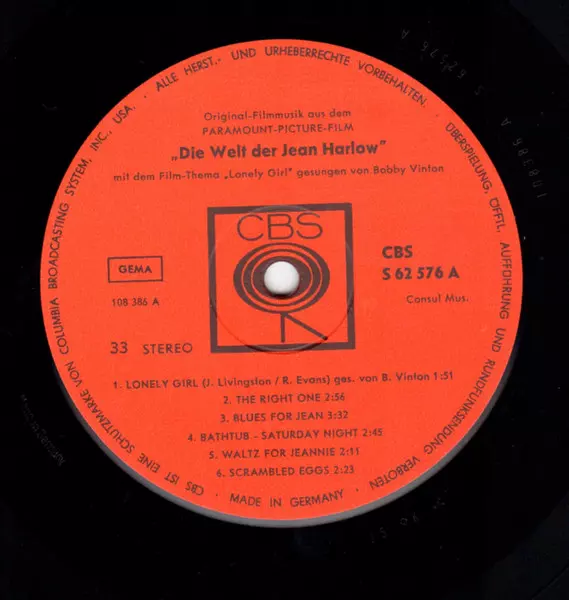 CBS IST EINE SCHUTZMARKE VON COLUMBIA BROADCASTING SYSTEM, INC., USA. · ALLE HERST.- UND URHEBERRECHTE VORBEHALTEN. · ÜBERSPIELUNG, ÖFFTL. AUFFÜHRUNG UND RUNDFUNKSENDUNG VERBOTEN
Original-Filmmusik aus dem
PARAMOUNT-PICTURE-FILM
„Die Welt der Jean Harlow”
mit dem Film-Thema „Lonely Girl” gesungen von Bobby Vinton
CBS
GEMA
108 386 A
CBS
S 62 576 A
Consul Mus.
33 STEREO
1. LONELY GIRL (J. Livingston / R. Evans) ges. von B. Vinton 1:51
2. THE RIGHT ONE 2:56
3. BLUES FOR JEAN 3:32
4. BATHTUB - SATURDAY NIGHT 2:45
5. WALTZ FOR JEANNIE 2:11
6. SCRAMBLED EGGS 2:23
· MADE IN GERMANY ·